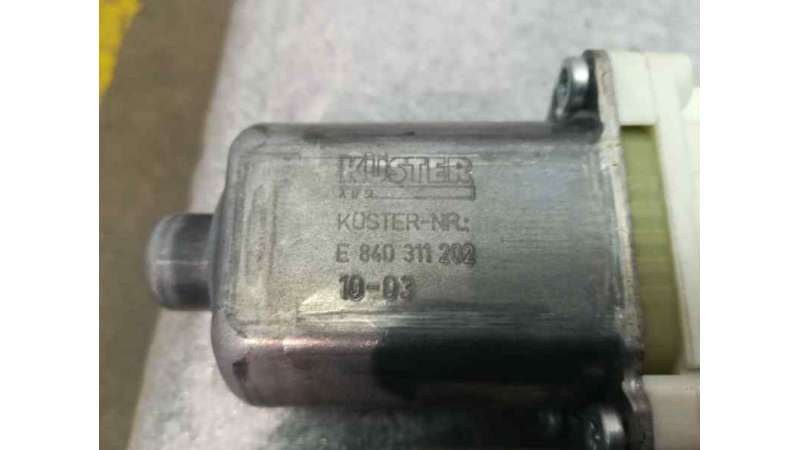 KÜSTER
KÜSTER-NR.:
E 840 311 202
10-03